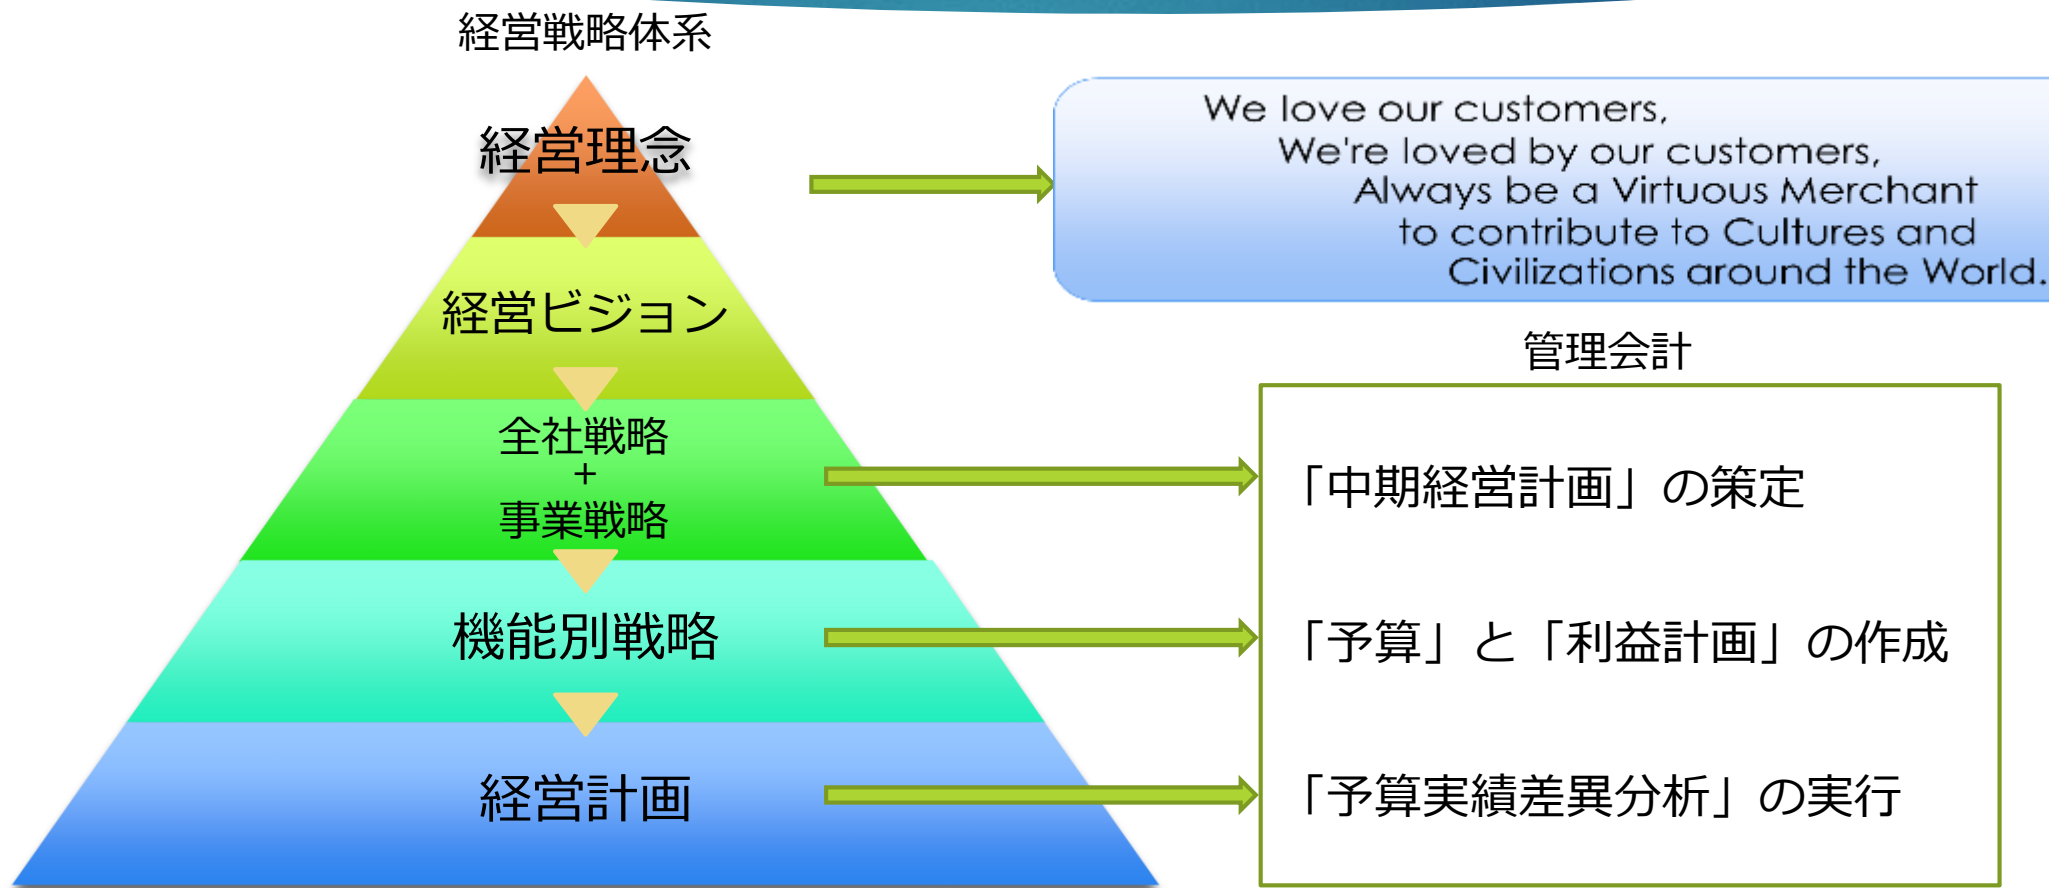 経営戦略体系
経営理念
経営ビジョン
全社戦略
+
事業戦略
機能別戦略
経営計画
We love our customers,
We're loved by our customers,
Always be a Virtuous Merchant
to contribute to Cultures and
Civilizations around the World.
管理会計
「中期経営計画」の策定
「予算」と「利益計画」の作成
「予算実績差異分析」の実行